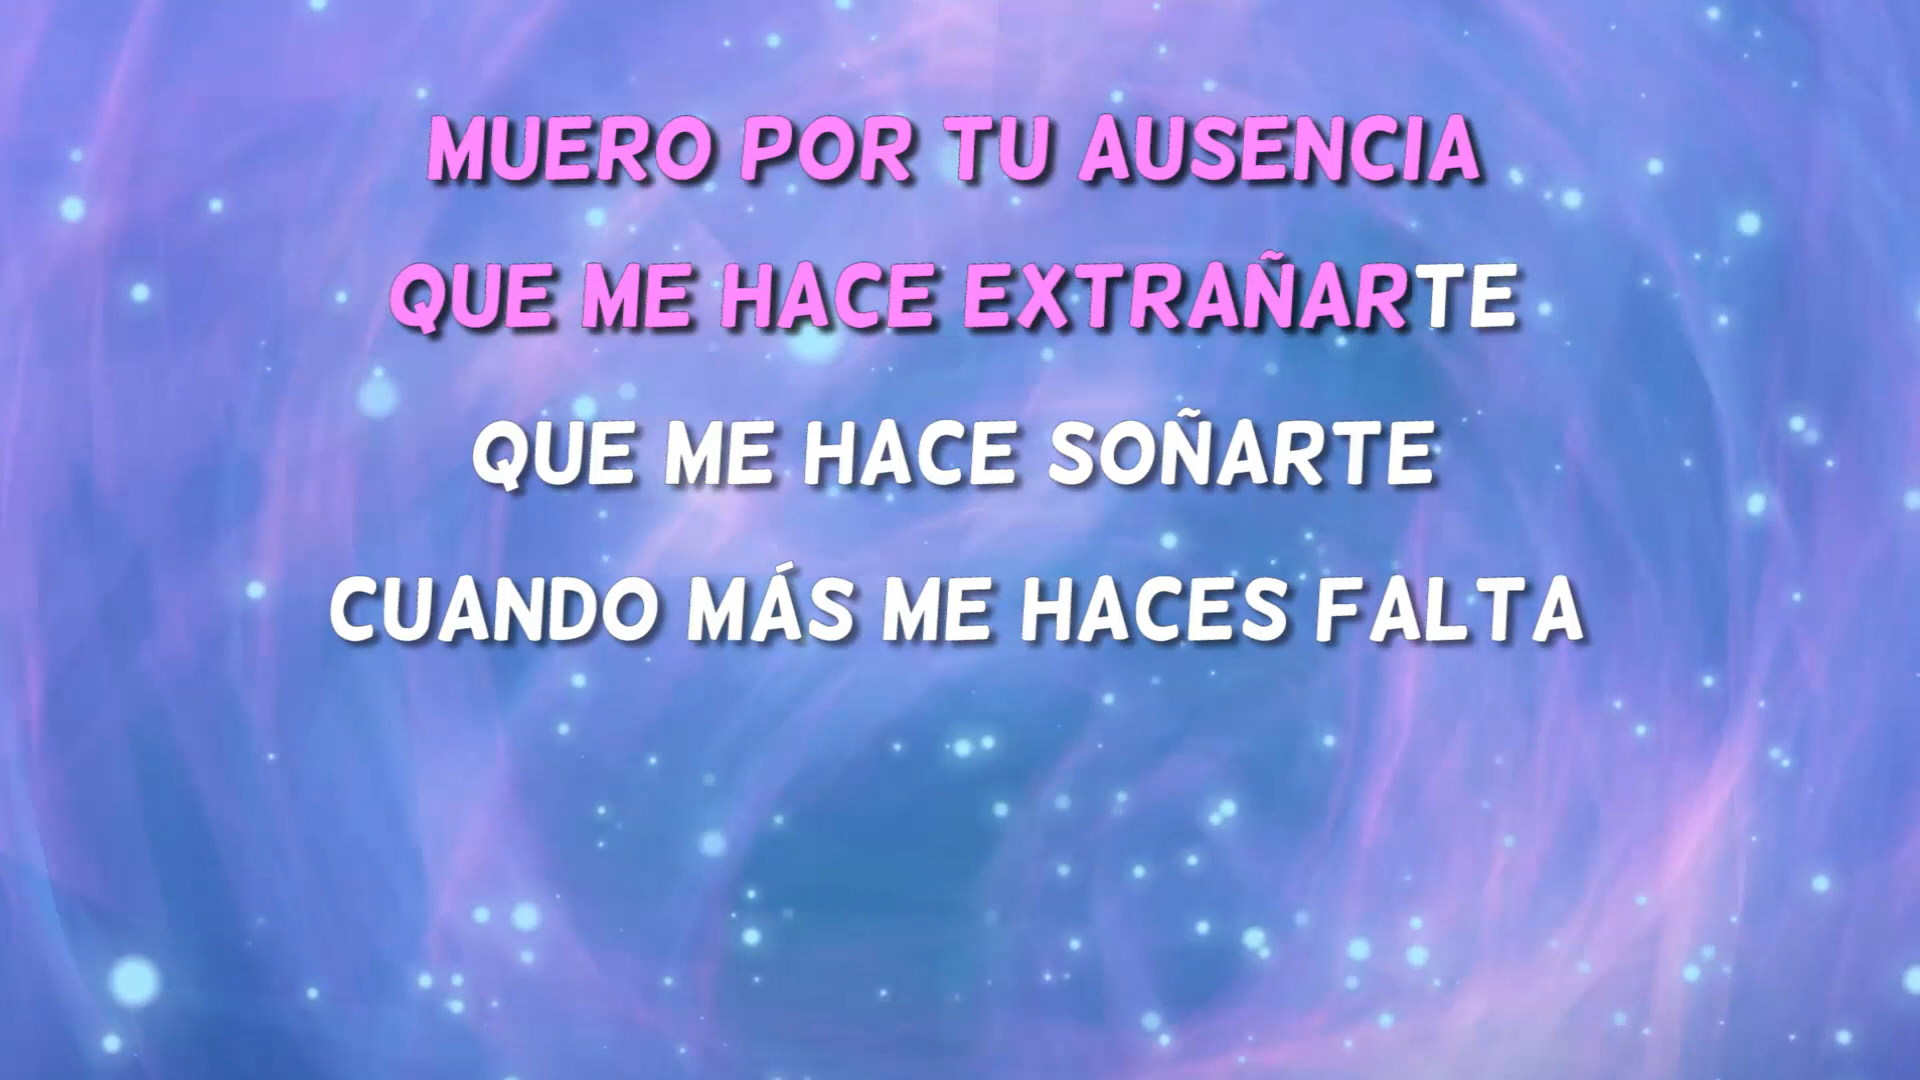 MUERO POR TU AUSENCIA
QUE ME HACE EXTRAÑARTE
QUE ME HACE SOÑARTE
CUANDO MÁS ME HACES FALTA